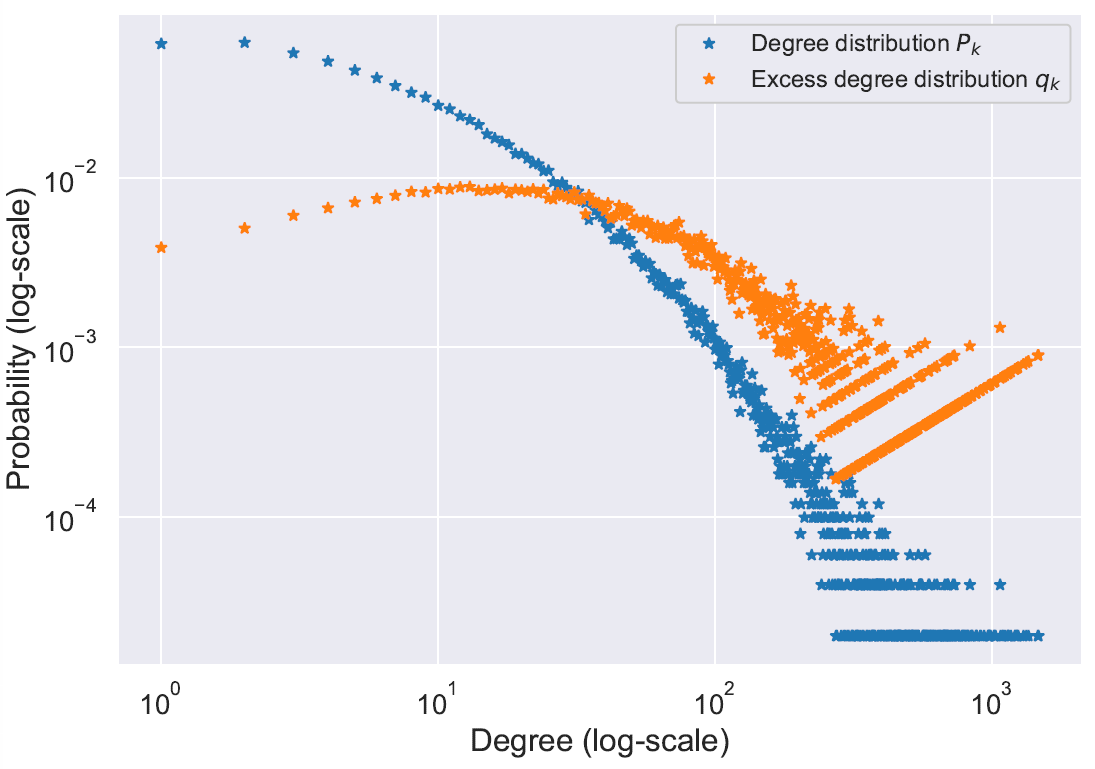 Degree distribution P_k
Excess degree distribution q_k
Probability (log-scale)
10^−2
10^−3
10^−4
10^0 10^1 10^2 10^3
Degree (log-scale)